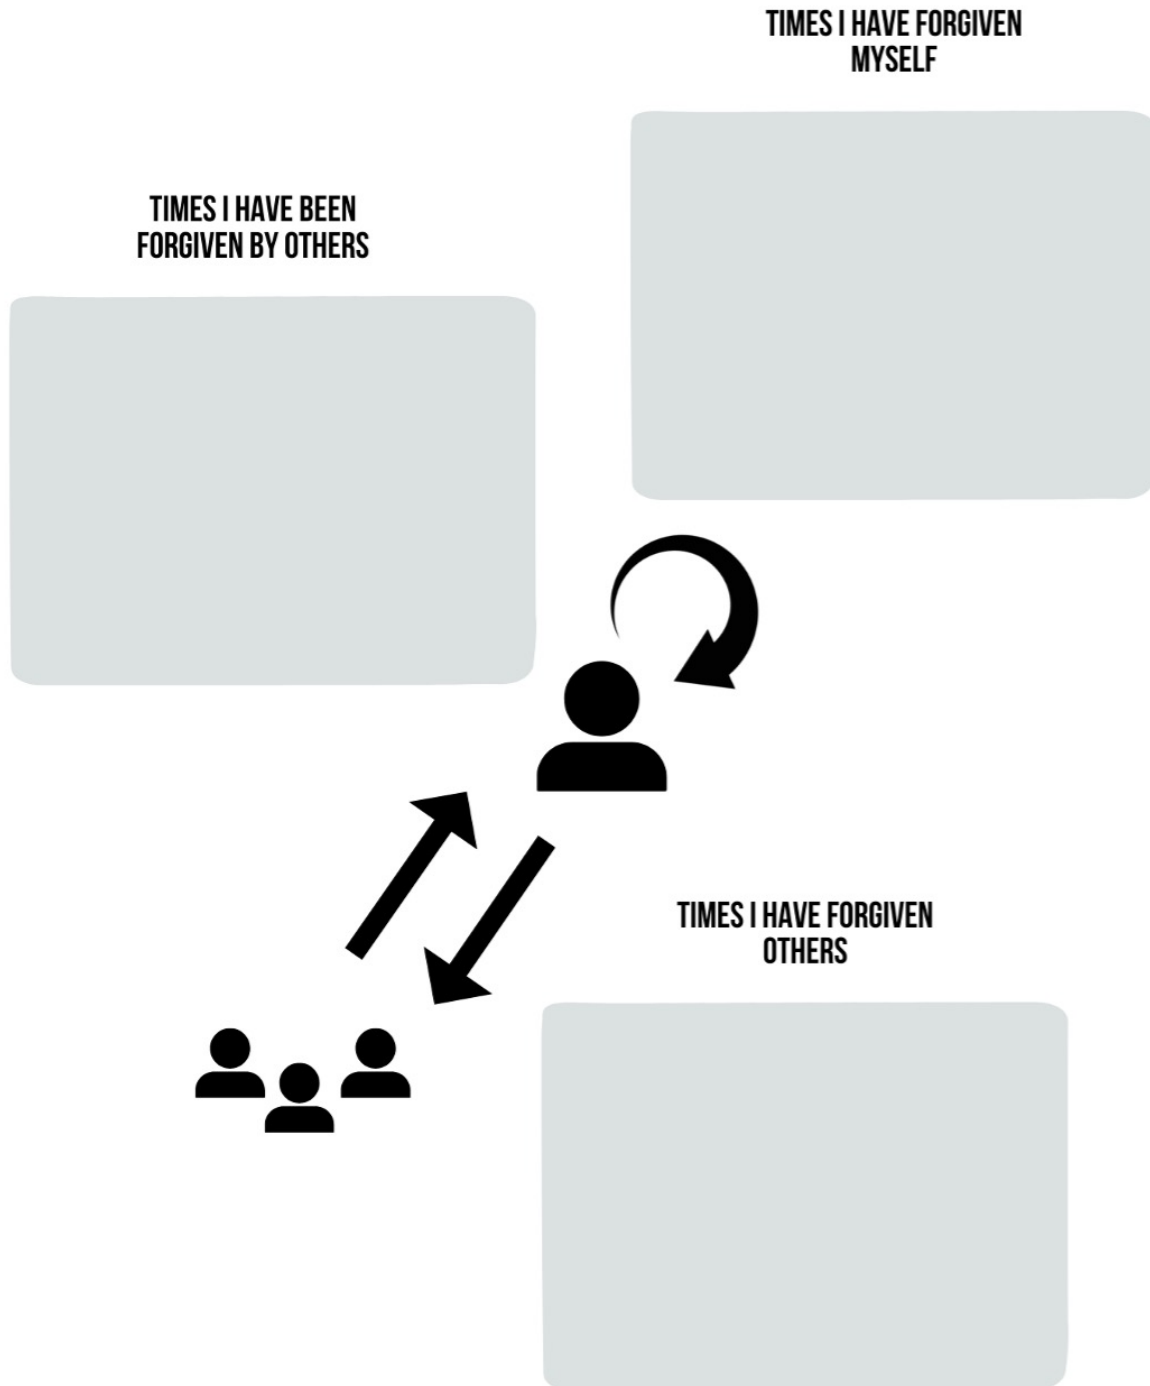 TIMES I HAVE FORGIVEN
MYSELF
TIMES I HAVE BEEN
FORGIVEN BY OTHERS
TIMES I HAVE FORGIVEN
OTHERS